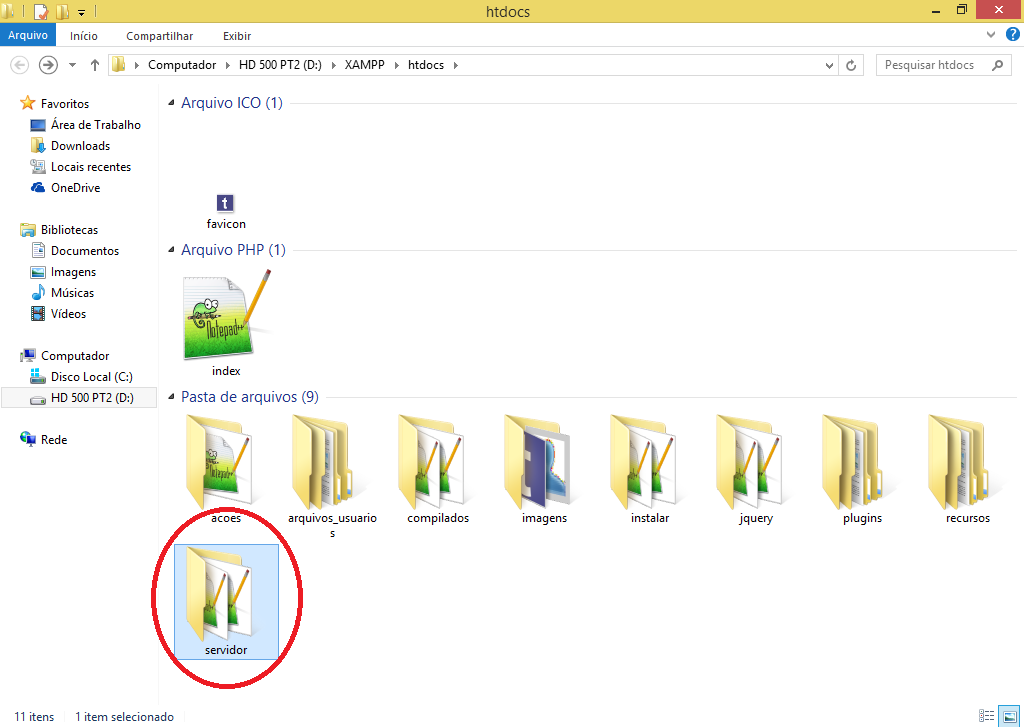 htdocs
Arquivo
Início
Compartilhar
Exibir
Computador
HD 500 PT2 (D:)
XAMPP
htdocs
Pesquisar htdocs
Favoritos
Área de Trabalho
Downloads
Locais recentes
OneDrive
Bibliotecas
Documentos
Imagens
Músicas
Vídeos
Computador
Disco Local (C:)
HD 500 PT2 (D:)
Rede
Arquivo ICO (1)
t
favicon
Arquivo PHP (1)
Notepad++
index
Pasta de arquivos (9)
acoes
arquivos_usuario
s
compilados
imagens
instalar
jquery
plugins
recursos
servidor
11 itens
1 item selecionado